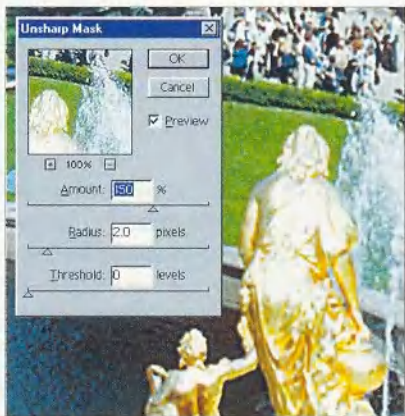 Unsharp Mask
OK
Cancel
Preview
100%
Amount: 150 %
Radius: 2.0 pixels
Threshold: 0 levels